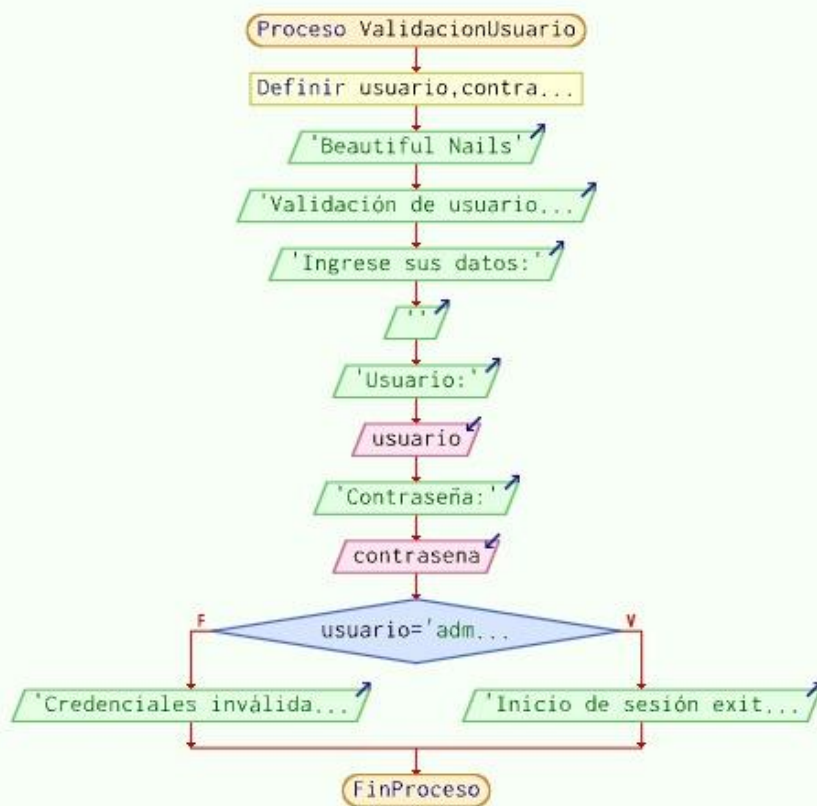 Proceso ValidacionUsuario
Definir usuario,contra...
'Beautiful Nails'
'Validación de usuario...
'Ingrese sus datos:'
''
'Usuario:'
usuario
'Contraseña:'
contrasena
F
V
usuario='adm...
'Credenciales inválida...
'Inicio de sesión exit...
FinProceso